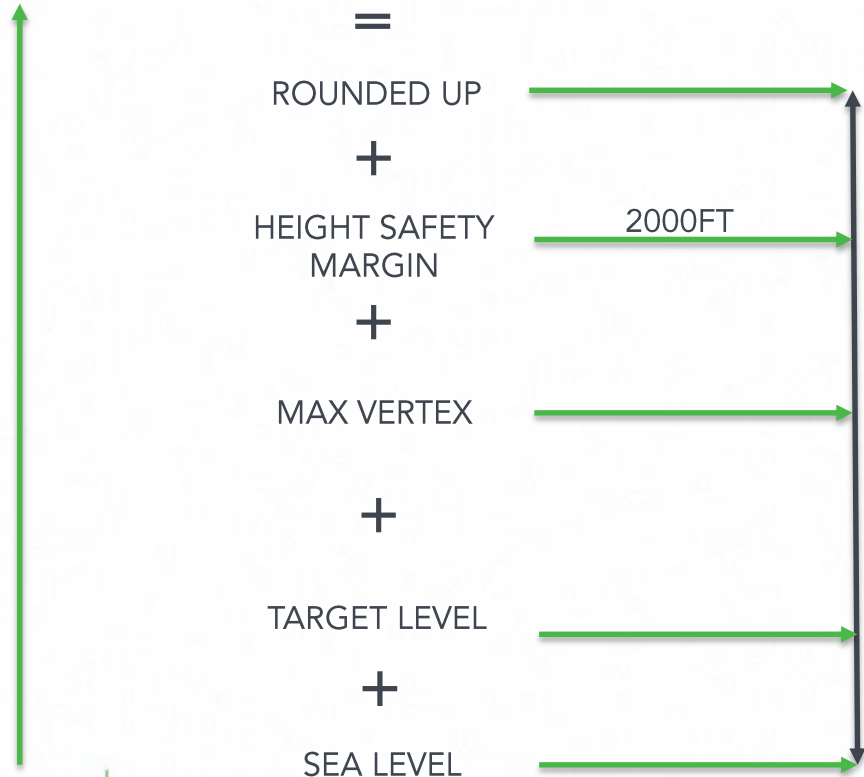 =
ROUNDED UP
+
HEIGHT SAFETY
MARGIN
2000FT
+
MAX VERTEX
+
TARGET LEVEL
+
SEA LEVEL